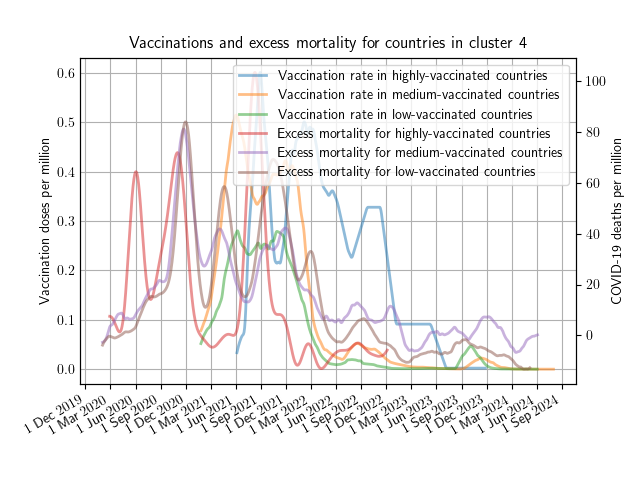 Vaccinations and excess mortality for countries in cluster 4
Vaccination rate in highly-vaccinated countries
Vaccination rate in medium-vaccinated countries
Vaccination rate in low-vaccinated countries
Excess mortality for highly-vaccinated countries
Excess mortality for medium-vaccinated countries
Excess mortality for low-vaccinated countries
Vaccination doses per million
0.6
0.5
0.4
0.3
0.2
0.1
0.0
COVID-19 deaths per million
100
80
60
40
20
0
1 Dec 2019
1 Mar 2020
1 Jun 2020
1 Sep 2020
1 Dec 2020
1 Mar 2021
1 Jun 2021
1 Sep 2021
1 Dec 2021
1 Mar 2022
1 Jun 2022
1 Sep 2022
1 Dec 2022
1 Mar 2023
1 Jun 2023
1 Sep 2023
1 Dec 2023
1 Mar 2024
1 Jun 2024
1 Sep 2024